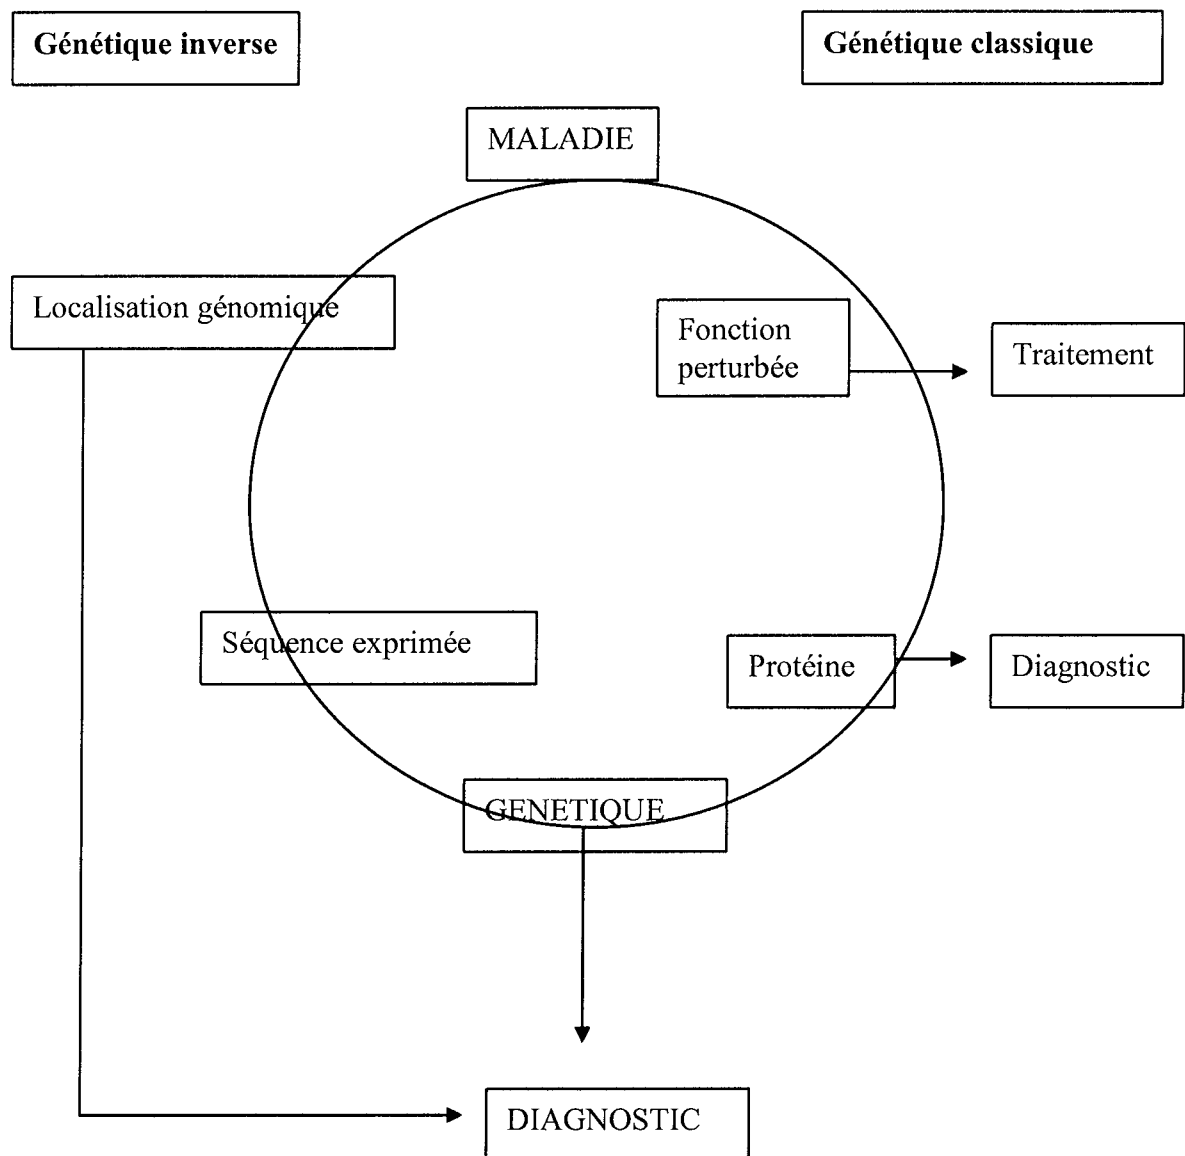 Génétique inverse
Génétique classique
MALADIE
Localisation génomique
Fonction
perturbée
Traitement
Séquence exprimée
Protéine
Diagnostic
GENETIQUE
DIAGNOSTIC